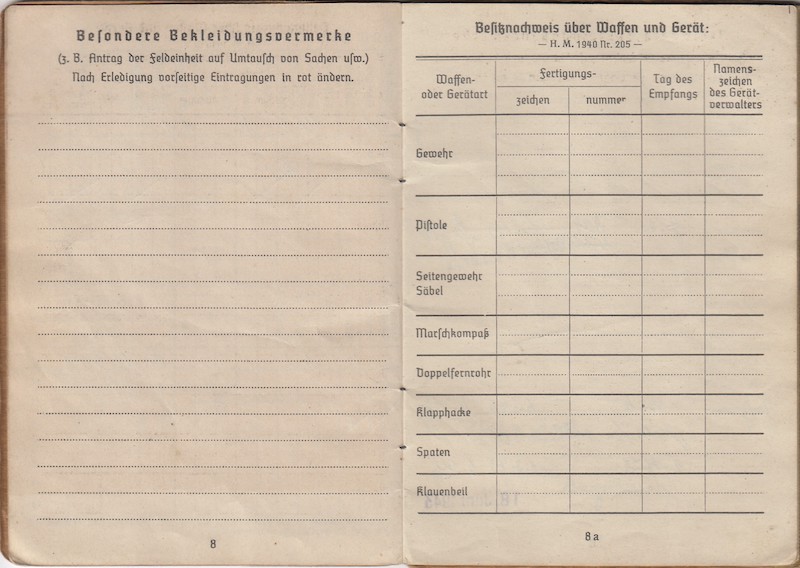 Besondere Bekleidungsvermerke
(z. B. Antrag der Feldeinheit auf Umtausch von Sachen usw.)
Nach Erledigung vorseitige Eintragungen in rot ändern.
8
Besitznachweis über Waffen und Gerät:
— H. M. 1940 Nr. 205 —
Waffen-
oder Gerätart
Fertigungs-
zeichen
nummer
Tag des
Empfangs
Namens-
zeichen
des Gerät-
verwalters
Gewehr
Pistole
Seitengewehr
Säbel
Marschkompaß
Doppelfernrohr
Klapphacke
Spaten
Klauenbeil
8a